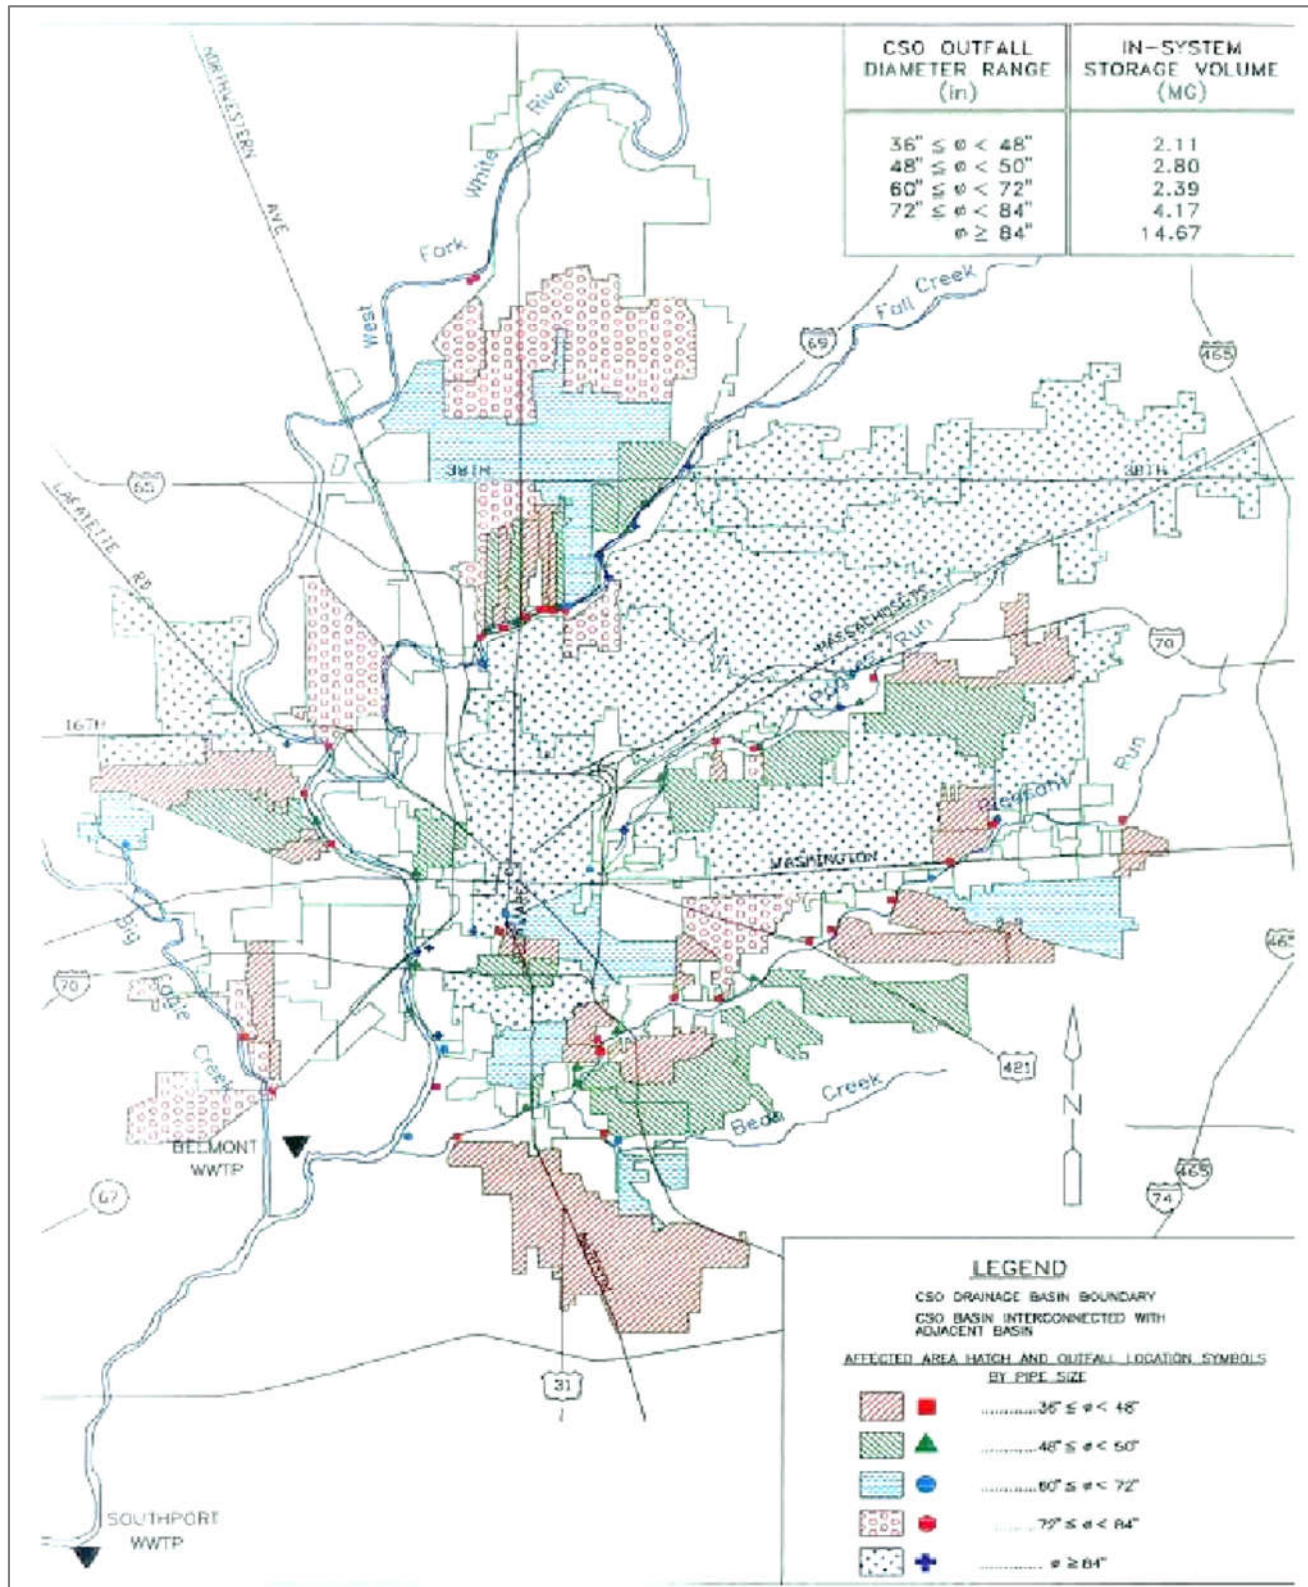 CSO OUTFALL
DIAMETER RANGE
(in)
IN-SYSTEM
STORAGE VOLUME
(MG)
36" ≤ ø < 48" 2.11
48" ≤ ø < 50" 2.80
60" ≤ ø < 72" 2.39
72" ≤ ø < 84" 4.17
ø ≥ 84" 14.67
NORTHWESTERN
AVE
River
White
Fork
West
Fall Creek
69
465
38TH
38TH
65
LAFAYETTE
RD
MASSACHUSETTS
Run
70
16TH
Run
Pleasant
WASHINGTON
Big
Eagle
Creek
70
465
421
Creek
N
BELMONT
WWTP
67
465
74
MADISON
31
SOUTHPORT
WWTP
LEGEND
CSO DRAINAGE BASIN BOUNDARY
CSO BASIN INTERCONNECTED WITH
ADJACENT BASIN
AFFECTED AREA HATCH AND OUTFALL LOCATION SYMBOLS
BY PIPE SIZE
............36" ≤ ø < 48"
............48" ≤ ø < 60"
............60" ≤ ø < 72"
........72" ≤ ø < 84"
............ ø ≥ 84"